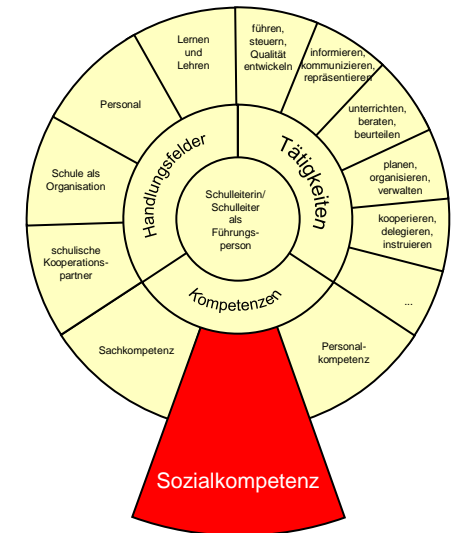 Lernen
und
Lehren
führen,
steuern,
Qualität
entwickeln
informieren,
kommunizieren,
repräsentieren
unterrichten,
beraten,
beurteilen
planen,
organisieren,
verwalten
kooperieren,
delegieren,
instruieren
...
Personal-
kompetenz
Sozialkompetenz
Sachkompetenz
schulische
Kooperations-
partner
Schule als
Organisation
Personal
Handlungsfelder
Tätigkeiten
Kompetenzen
Schulleiterin/
Schulleiter
als
Führungs-
person